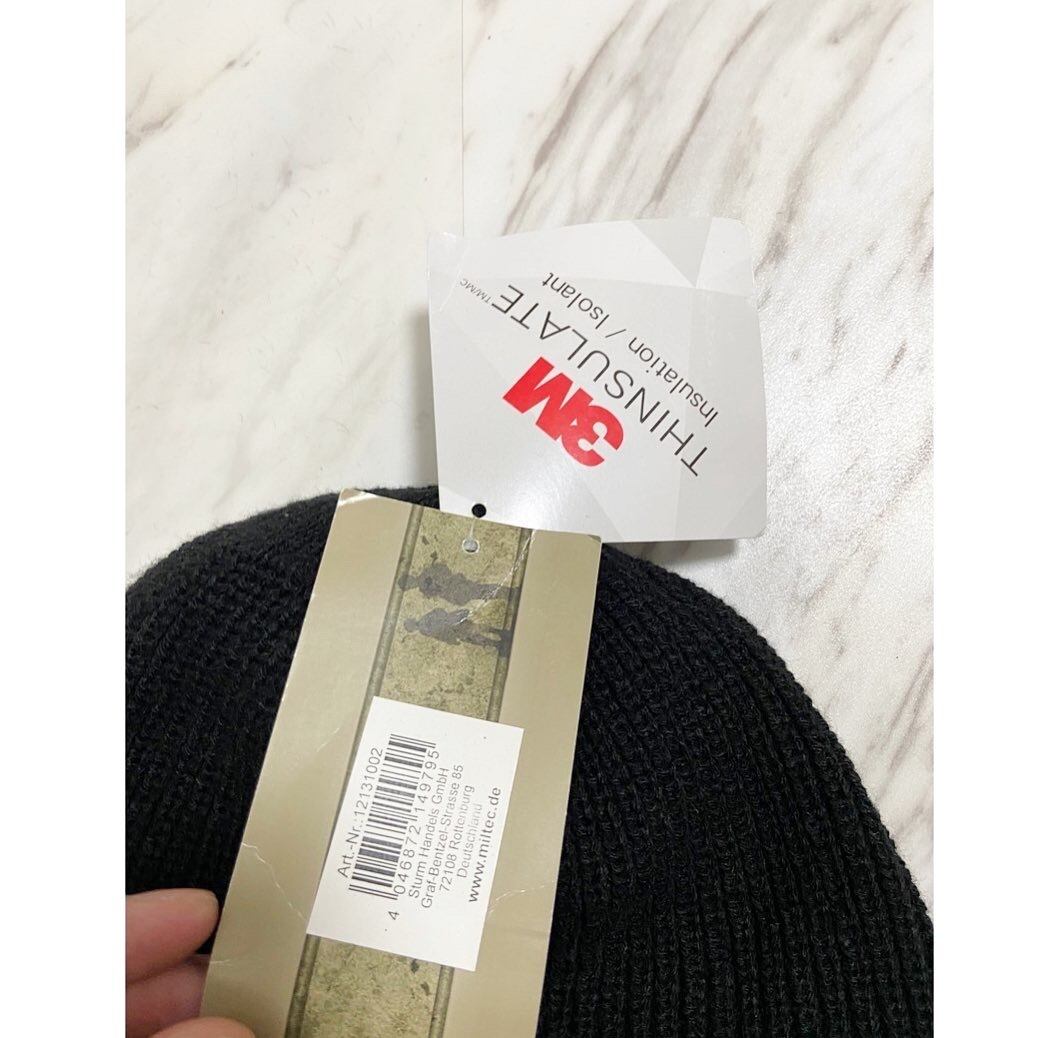 3M
THINSULATE TM/MC
Insulation / Isolant
Art.-Nr.:12131002
4 046872 149795
Sturm Handels GmbH
Graf-Bentzel-Strasse 85
72108 Rottenburg
Deutschland
www.miltec.de